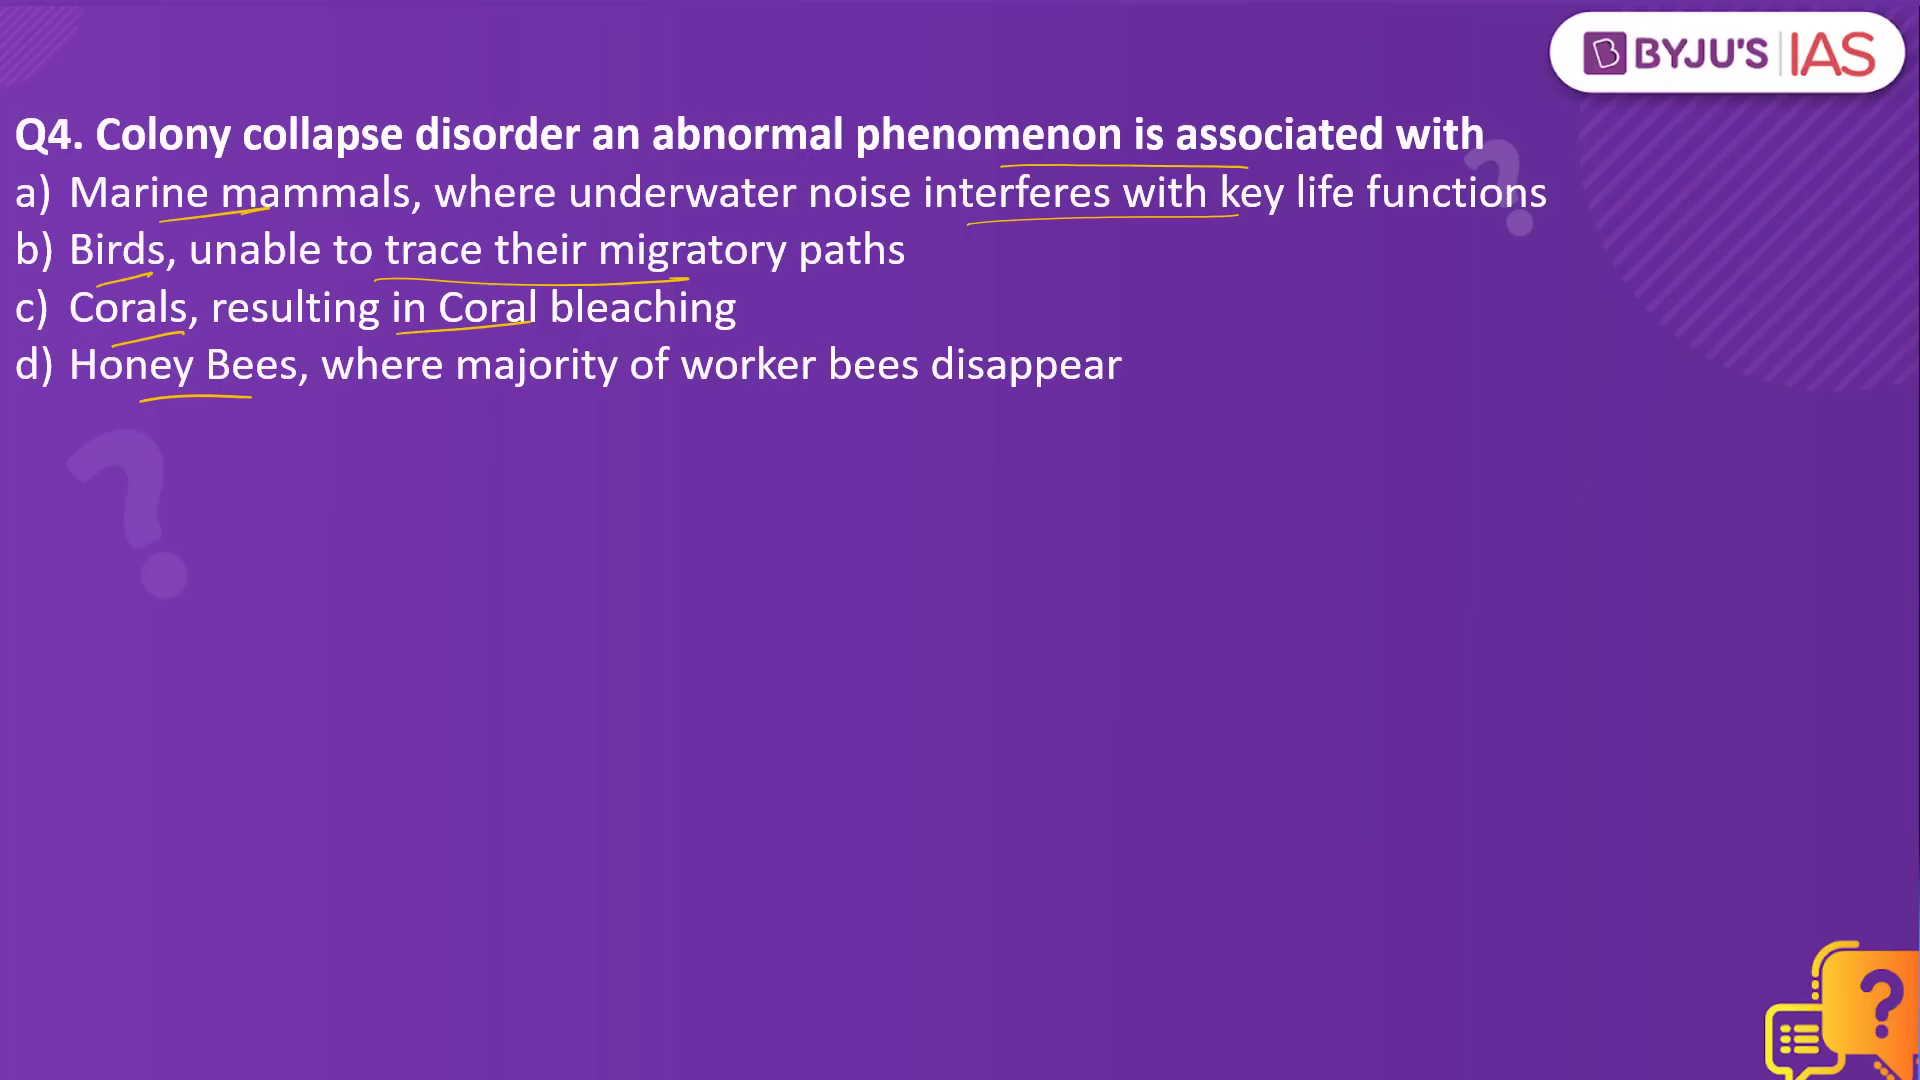 BYJU'S IAS
Q4. Colony collapse disorder an abnormal phenomenon is associated with
a) Marine mammals, where underwater noise interferes with key life functions
b) Birds, unable to trace their migratory paths
c) Corals, resulting in Coral bleaching
d) Honey Bees, where majority of worker bees disappear